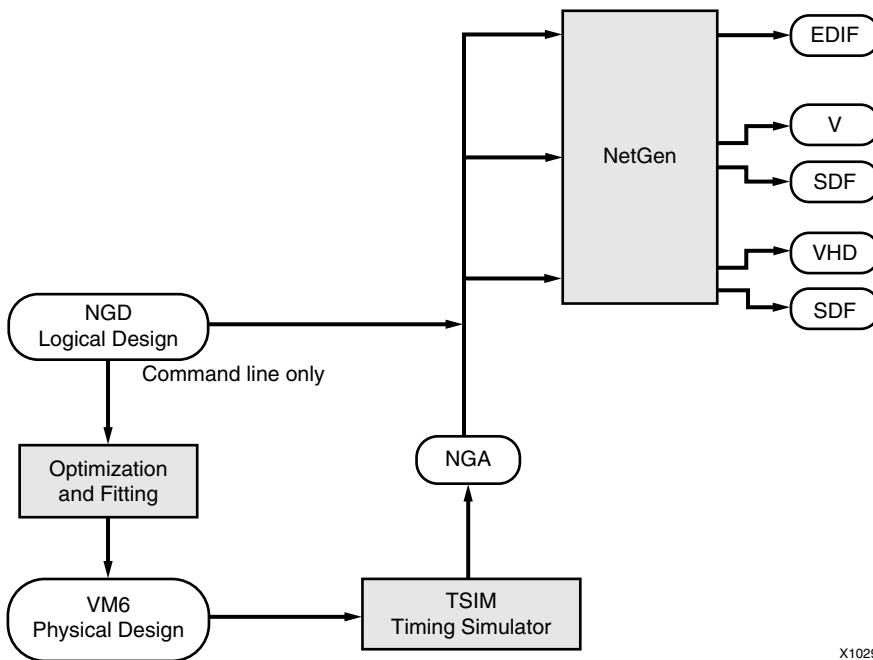 EDIF
V
NetGen
SDF
VHD
SDF
NGD
Logical Design
Command line only
Optimization
and Fitting
NGA
VM6
Physical Design
TSIM
Timing Simulator
X1029